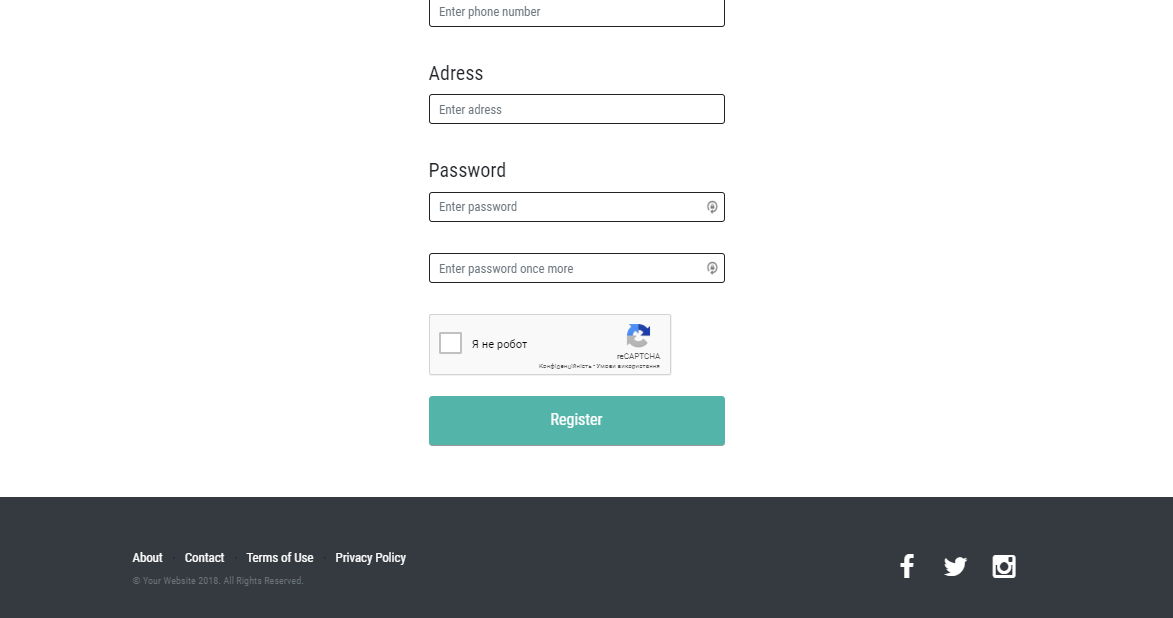 Enter phone number
Adress
Enter adress
Password
Enter password
Enter password once more
Я не робот
reCAPTCHA
Конфіденційність - Умови використання
Register
About · Contact · Terms of Use · Privacy Policy
© Your Website 2018. All Rights Reserved.